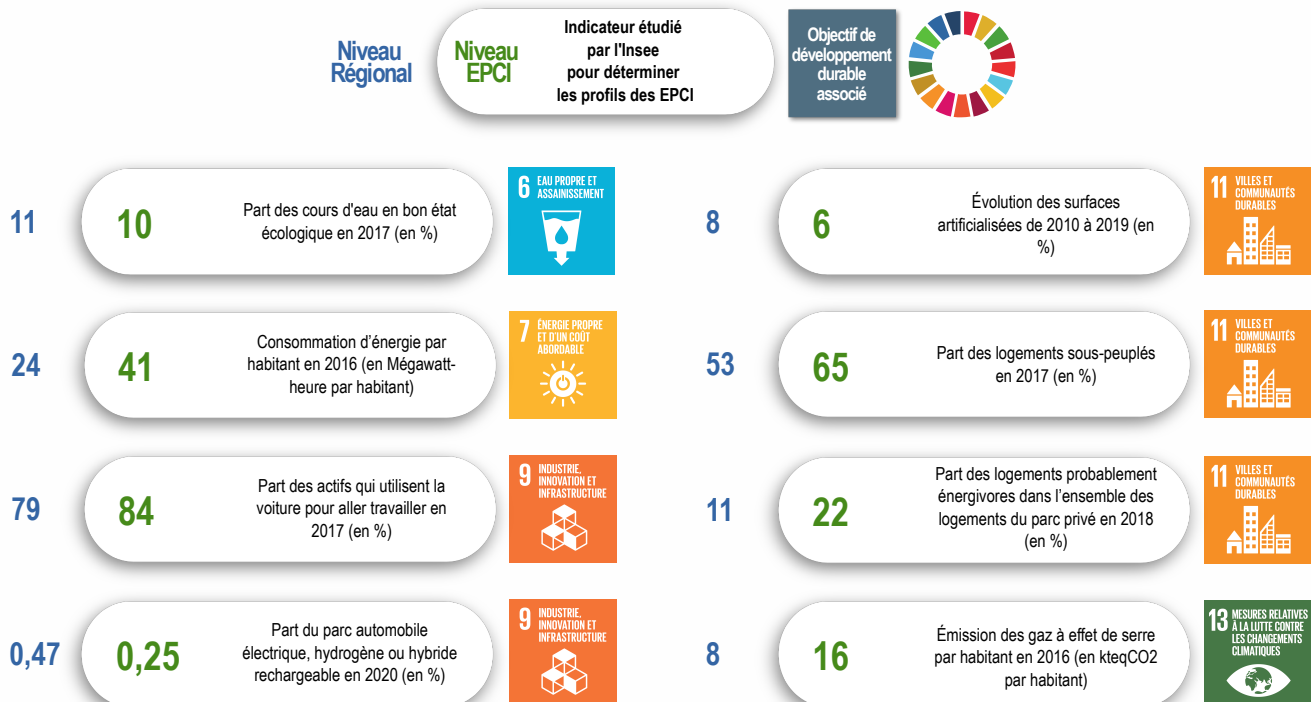 Niveau
Régional
Niveau
EPCI
Indicateur étudié
par l'Insee
pour déterminer
les profils des EPCI
Objectif de
développement
durable
associé
11
10
Part des cours d'eau en bon état
écologique en 2017 (en %)
6 EAU PROPRE ET
ASSAINISSEMENT
8
6
Évolution des surfaces
artificialisées de 2010 à 2019 (en
%)
11 VILLES ET
COMMUNAUTÉS
DURABLES
24
41
Consommation d'énergie par
habitant en 2016 (en Mégawatt-
heure par habitant)
7 ÉNERGIE PROPRE
ET D'UN COÛT
ABORDABLE
53
65
Part des logements sous-peuplés
en 2017 (en %)
11 VILLES ET
COMMUNAUTÉS
DURABLES
79
84
Part des actifs qui utilisent la
voiture pour aller travailler en
2017 (en %)
9 INDUSTRIE,
INNOVATION ET
INFRASTRUCTURE
11
22
Part des logements probablement
énergivores dans l'ensemble des
logements du parc privé en 2018
(en %)
11 VILLES ET
COMMUNAUTÉS
DURABLES
0,47
0,25
Part du parc automobile
électrique, hydrogène ou hybride
rechargeable en 2020 (en %)
9 INDUSTRIE,
INNOVATION ET
INFRASTRUCTURE
8
16
Émission des gaz à effet de serre
par habitant en 2016 (en kteqCO2
par habitant)
13 MESURES RELATIVES
À LA LUTTE CONTRE
LES CHANGEMENTS
CLIMATIQUES